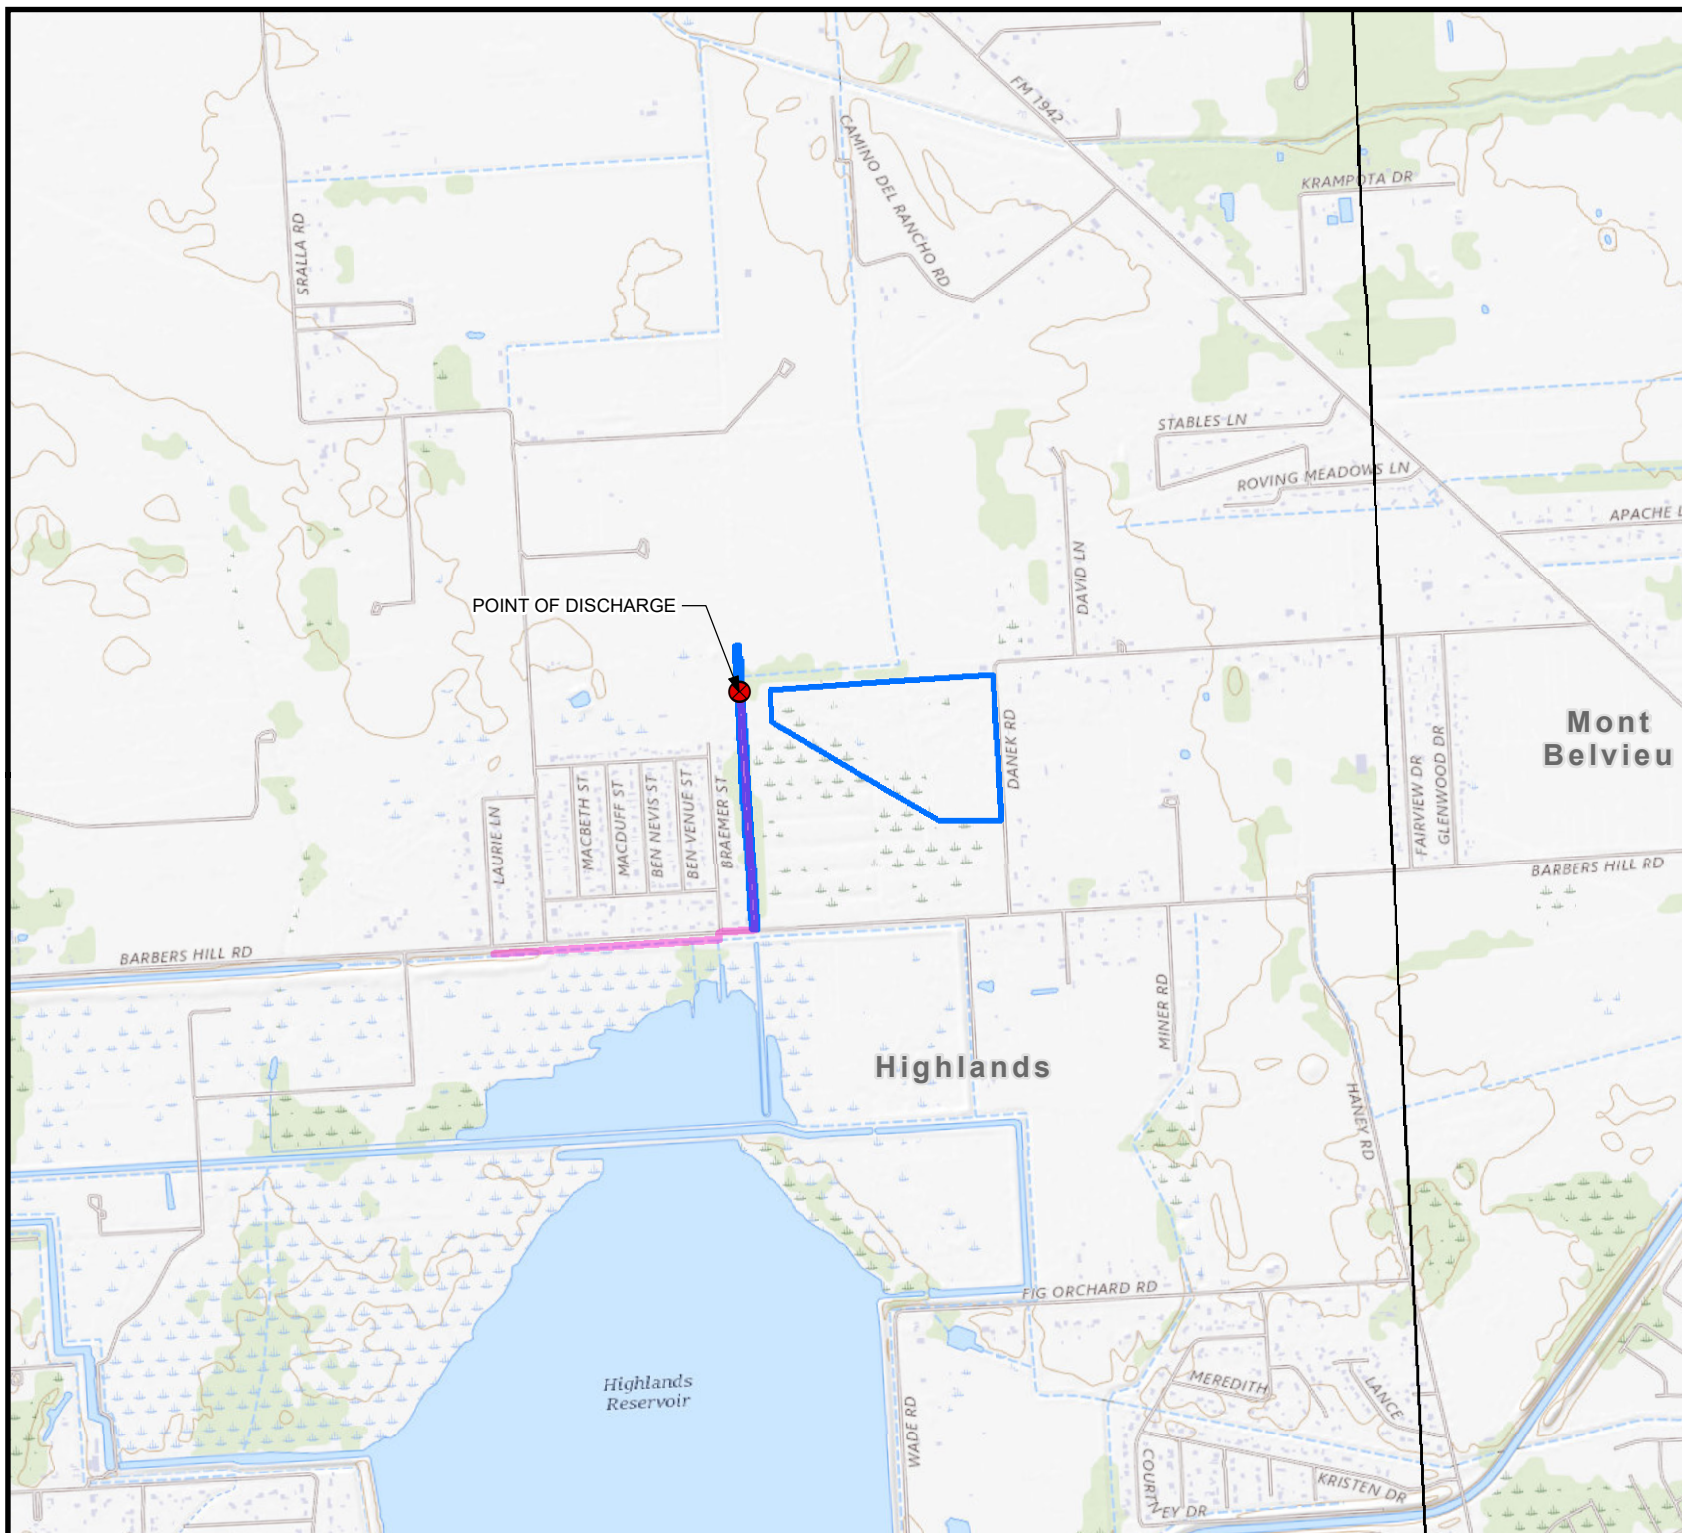 FM 1942
CAMINO DEL RANCHO RD
KRAMPOTA DR
SRALLA RD
STABLES LN
ROVING MEADOWS LN
APACHE L
DAVID LN
POINT OF DISCHARGE
Mont
Belvieu
DANEK RD
FAIRVIEW DR
GLENWOOD DR
LAURIE LN
MACBETH ST
MACDUFF ST
BEN NEVIS ST
BEN VENUE ST
BRAEMER ST
BARBERS HILL RD
BARBERS HILL RD
MINER RD
Highlands
HANEY RD
FIG ORCHARD RD
Highlands
Reservoir
MEREDITH
LANCE
WADE RD
COURTNEY DR
KRISTEN DR